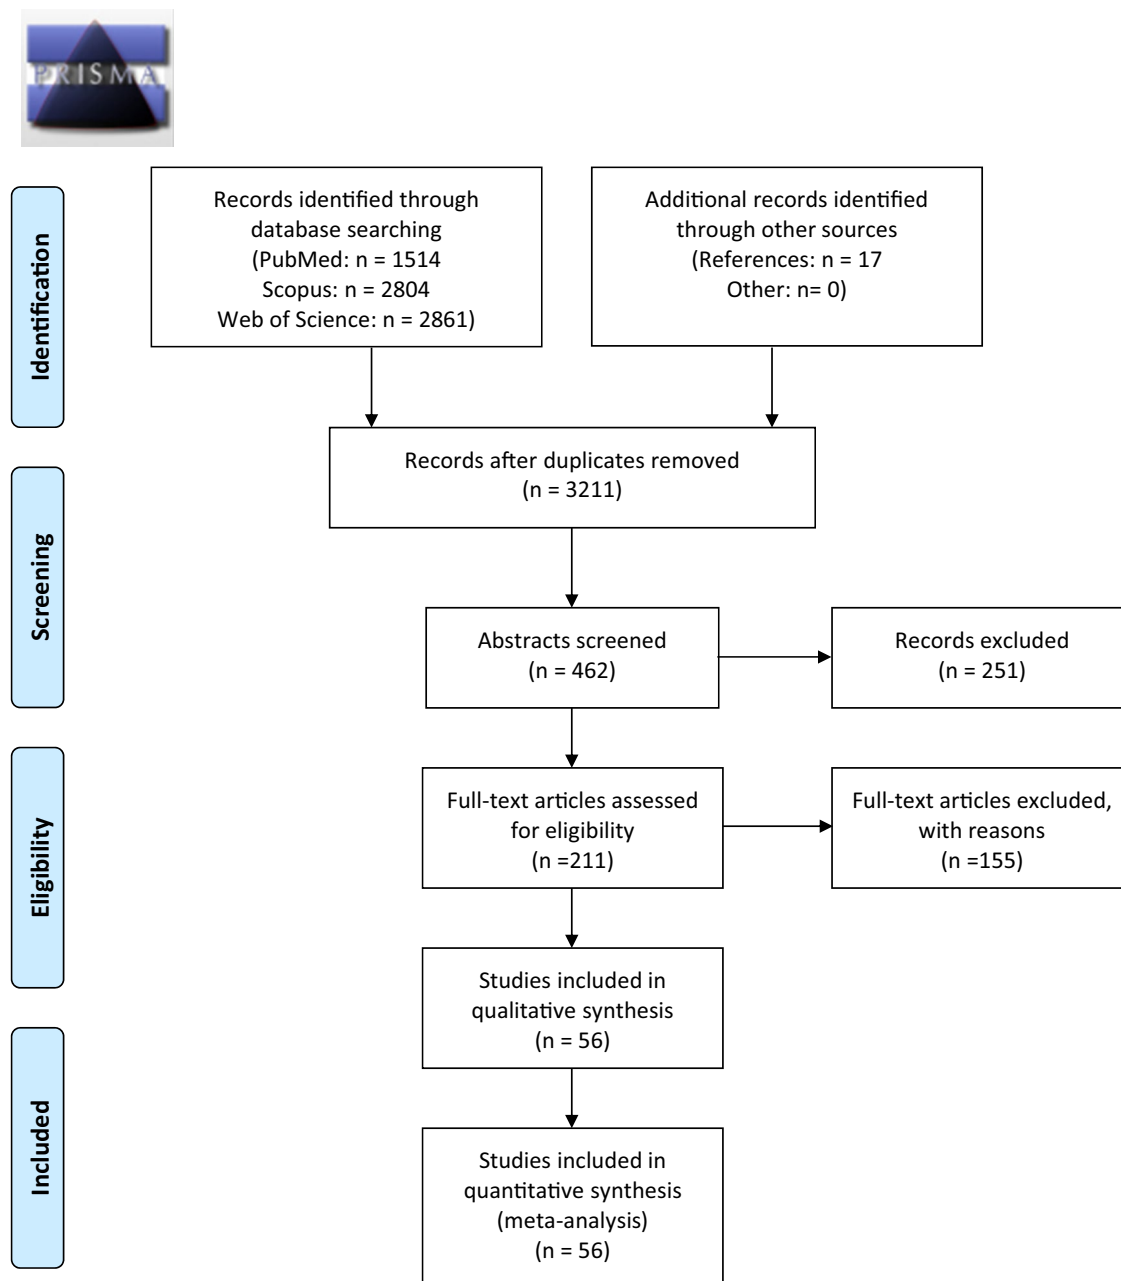 PRISMA
Identification
Records identified through
database searching
(PubMed: n = 1514
Scopus: n = 2804
Web of Science: n = 2861)
Additional records identified
through other sources
(References: n = 17
Other: n= 0)
Records after duplicates removed
(n = 3211)
Screening
Abstracts screened
(n = 462)
Records excluded
(n = 251)
Eligibility
Full-text articles assessed
for eligibility
(n =211)
Full-text articles excluded,
with reasons
(n =155)
Studies included in
qualitative synthesis
(n = 56)
Included
Studies included in
quantitative synthesis
(meta-analysis)
(n = 56)